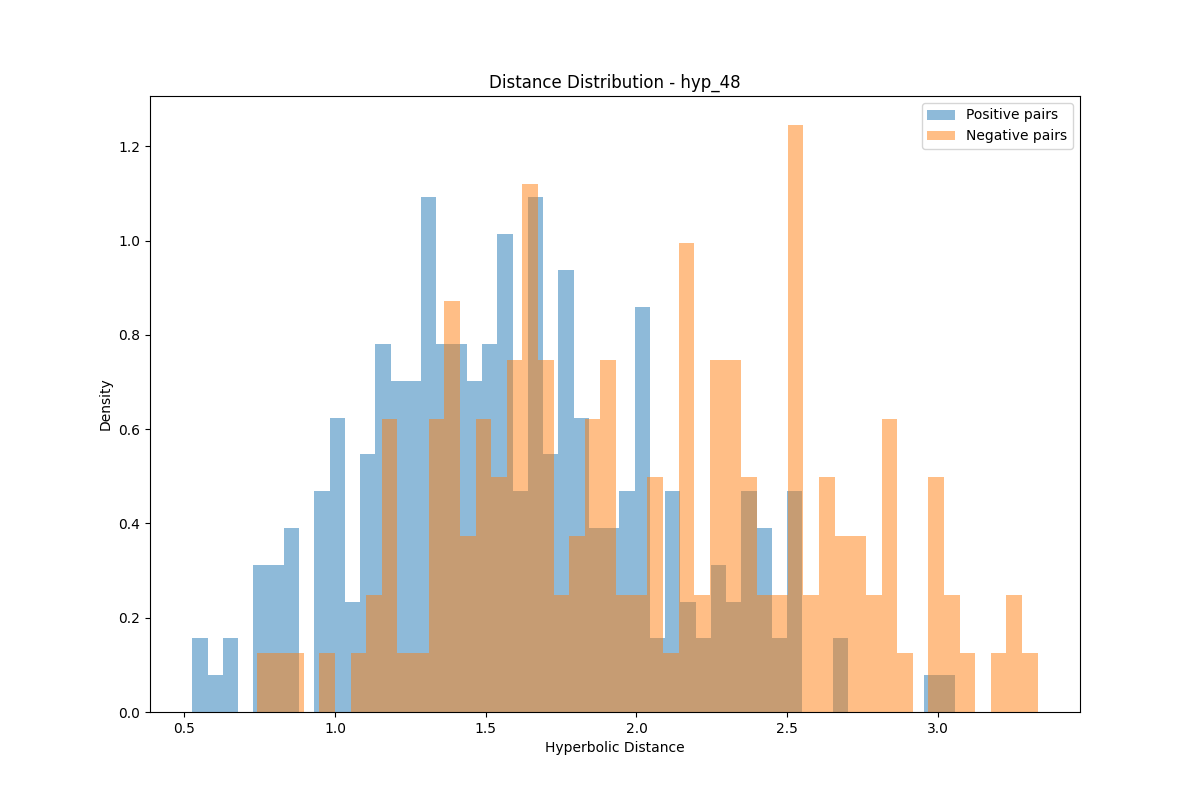 Distance Distribution - hyp_48
Positive pairs
Negative pairs
Density
1.2
1.0
0.8
0.6
0.4
0.2
0.0
0.5
1.0
1.5
2.0
2.5
3.0
Hyperbolic Distance